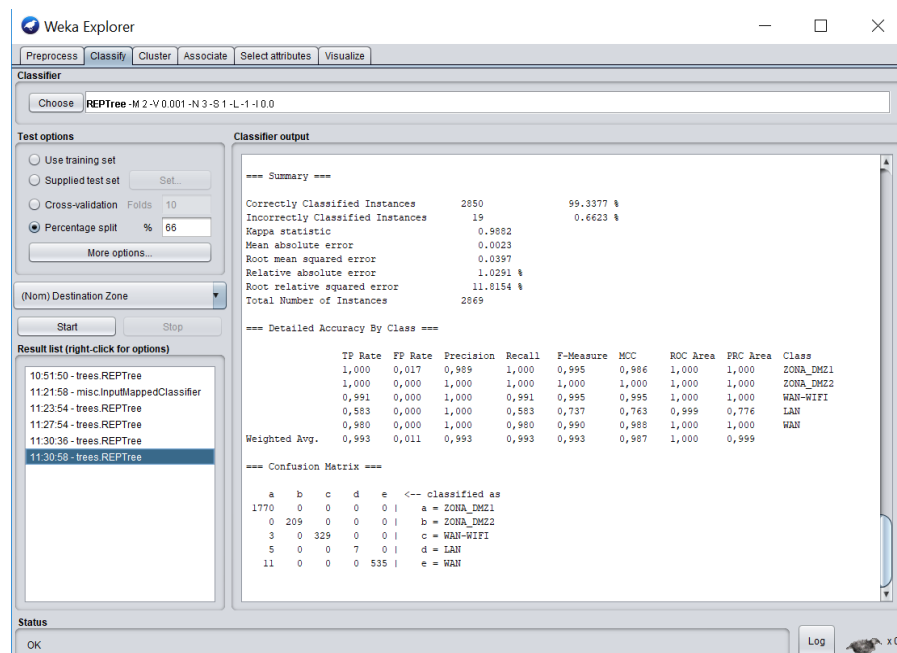 Weka Explorer
Preprocess Classify Cluster Associate Select attributes Visualize
Classifier
Choose REPTree -M 2 -V 0.001 -N 3 -S 1 -L -1 -I 0.0
Test options
Use training set
Supplied test set Set...
Cross-validation Folds 10
Percentage split % 66
More options...
(Nom) Destination Zone
Start Stop
Result list (right-click for options)
10:51:50 - trees.REPTree
11:21:58 - misc.InputMappedClassifier
11:23:54 - trees.REPTree
11:27:54 - trees.REPTree
11:30:36 - trees.REPTree
11:30:58 - trees.REPTree
Classifier output
=== Summary ===
Correctly Classified Instances 2850 99.3377 %
Incorrectly Classified Instances 19 0.6623 %
Kappa statistic 0.9882
Mean absolute error 0.0023
Root mean squared error 0.0397
Relative absolute error 1.0291 %
Root relative squared error 11.8154 %
Total Number of Instances 2869
=== Detailed Accuracy By Class ===
TP Rate FP Rate Precision Recall F-Measure MCC ROC Area PRC Area Class
1,000 0,017 0,989 1,000 0,995 0,986 1,000 1,000 ZONA_DMZ1
1,000 0,000 1,000 1,000 1,000 1,000 1,000 1,000 ZONA_DMZ2
0,991 0,000 1,000 0,991 0,995 0,995 1,000 1,000 WAN-WIFI
0,583 0,000 1,000 0,583 0,737 0,763 0,999 0,776 LAN
0,980 0,000 1,000 0,980 0,990 0,988 1,000 1,000 WAN
Weighted Avg. 0,993 0,011 0,993 0,993 0,993 0,987 1,000 0,999
=== Confusion Matrix ===
a b c d e <-- classified as
1770 0 0 0 0 | a = ZONA_DMZ1
0 209 0 0 0 | b = ZONA_DMZ2
3 0 329 0 0 | c = WAN-WIFI
5 0 0 7 0 | d = LAN
11 0 0 0 535 | e = WAN
Status
OK
Log
x 0